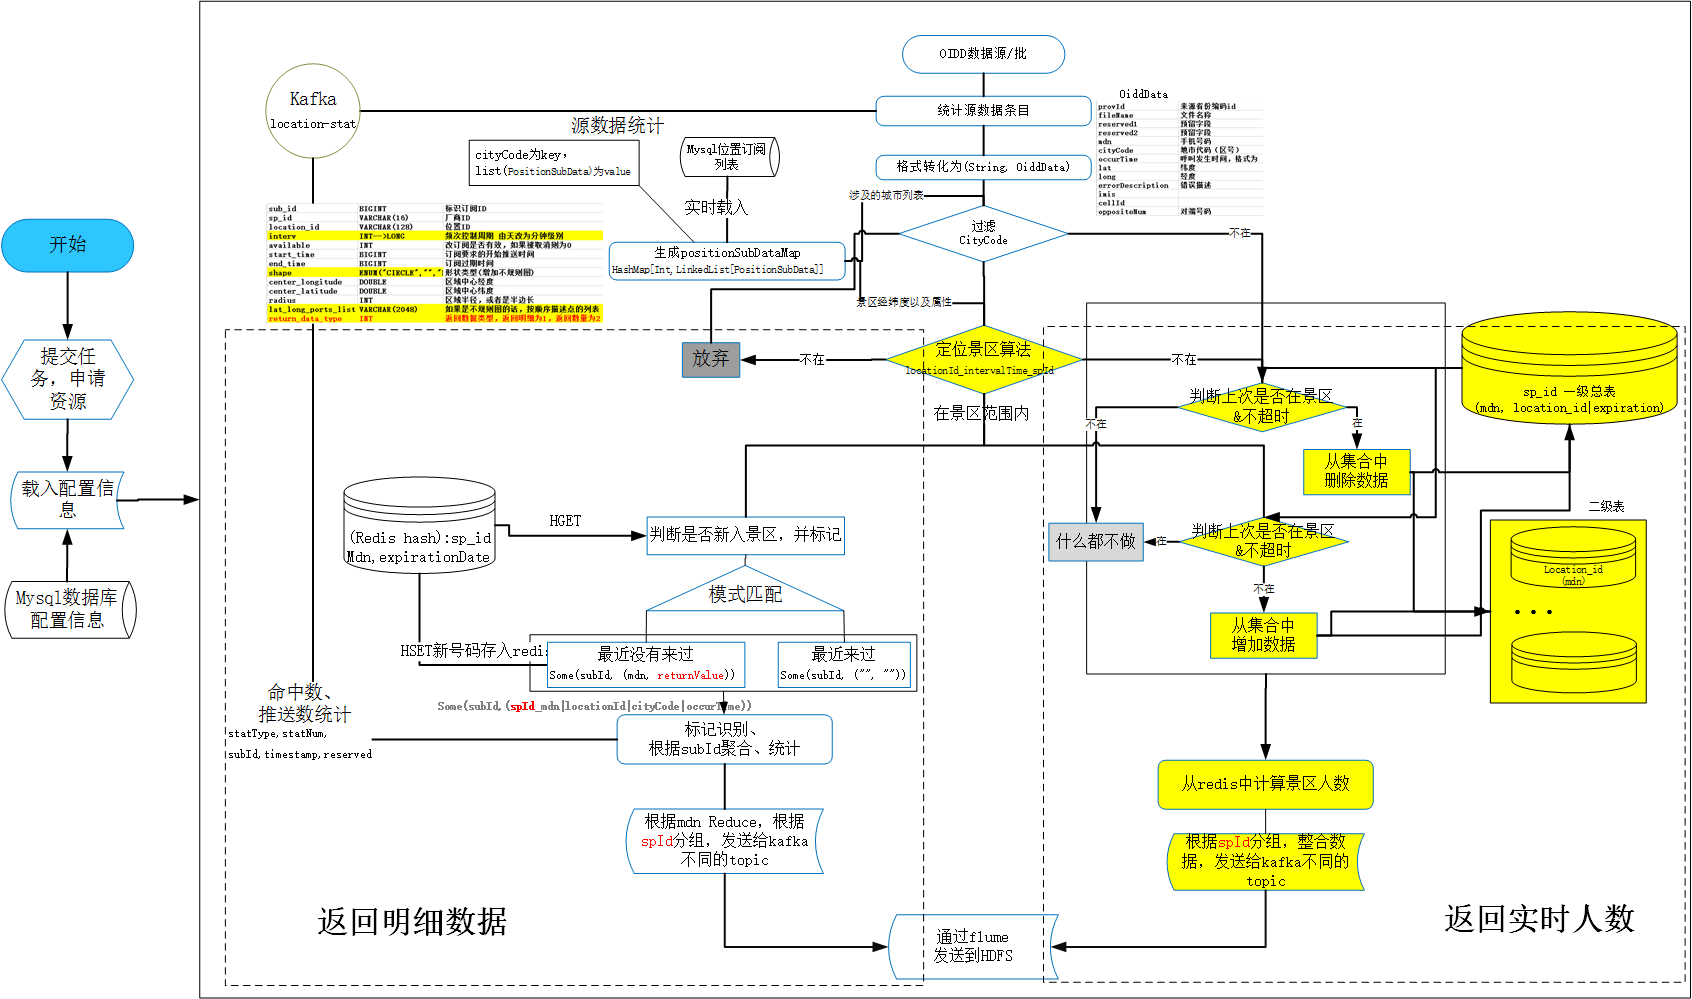 开始
提交任
务，申请
资源
载入配置信
息
Mysql数据库
配置信息
Kafka
location-stat
源数据统计
OIDD数据源/批
统计源数据条目
格式转化为(String, OiddData)
OiddData
provId 来源省份编码id
fileName 文件名称
reserved1 预留字段
reserved2 预留字段
mdn 手机号码
cityCode 地市代码（区号）
occurTime 呼叫发生时间，格式为
lat 纬度
long 经度
errorDescription 错误描述
imis
cellId
oppositeNum 对端号码
cityCode为key，
list(PositionSubData)为value
Mysql位置订阅
列表
实时载入
涉及的城市列表
生成positionSubDataMap
HashMap[Int,LinkedList[PositionSubData]]
景区经纬度以及属性
过滤
CityCode
不在
sub_id BIGINT 标识订阅ID
sp_id VARCHAR(16) 厂商ID
location_id VARCHAR(128) 位置ID
interv INT-->LONG 频次控制周期 由天改为分钟级别
available INT 改订阅是否有效，如果被取消则为0
start_time BIGINT 订阅要求的开始推送时间
end_time BIGINT 订阅过期时间
shape ENUM("CIRCLE","","形状类型(增加不规则图)
center_longitude DOUBLE 区域中心经度
center_latitude DOUBLE 区域中心纬度
radius INT 区域半径，或者是半边长
lat_long_ports_list VARCHAR(2048) 如果是不规则图的话，按顺序描述点的列表
return_data_type INT 返回数据类型，返回明细为1，返回数量为2
放弃
不在
定位景区算法
locationId_intervalTime_spId
不在
在景区范围内
判断上次是否在景区
&不超时
不在
在
从集合中
删除数据
sp_id 一级总表
(mdn, location_id|expiration)
二级表
Location_id
(mdn)
...
什么都不做
在
判断上次是否在景区
&不超时
不在
从集合中
增加数据
(Redis hash):sp_id
Mdn,expirationDate
HGET
判断是否新入景区，并标记
模式匹配
HSET新号码存入redis
最近没有来过
Some(subId, (mdn, returnValue))
最近来过
Some(subId, ("", ""))
Some(subId,(spId_mdn|locationId|cityCode|occurTime))
命中数、
推送数统计
statType,statNum,
subId,timestamp,reserved
标记识别、
根据subId聚合、统计
根据mdn Reduce，根据
spId分组，发送给kafka
不同的topic
从redis中计算景区人数
根据spId分组，整合数
据，发送给kafka不同的
topic
通过flume
发送到HDFS
返回明细数据
返回实时人数